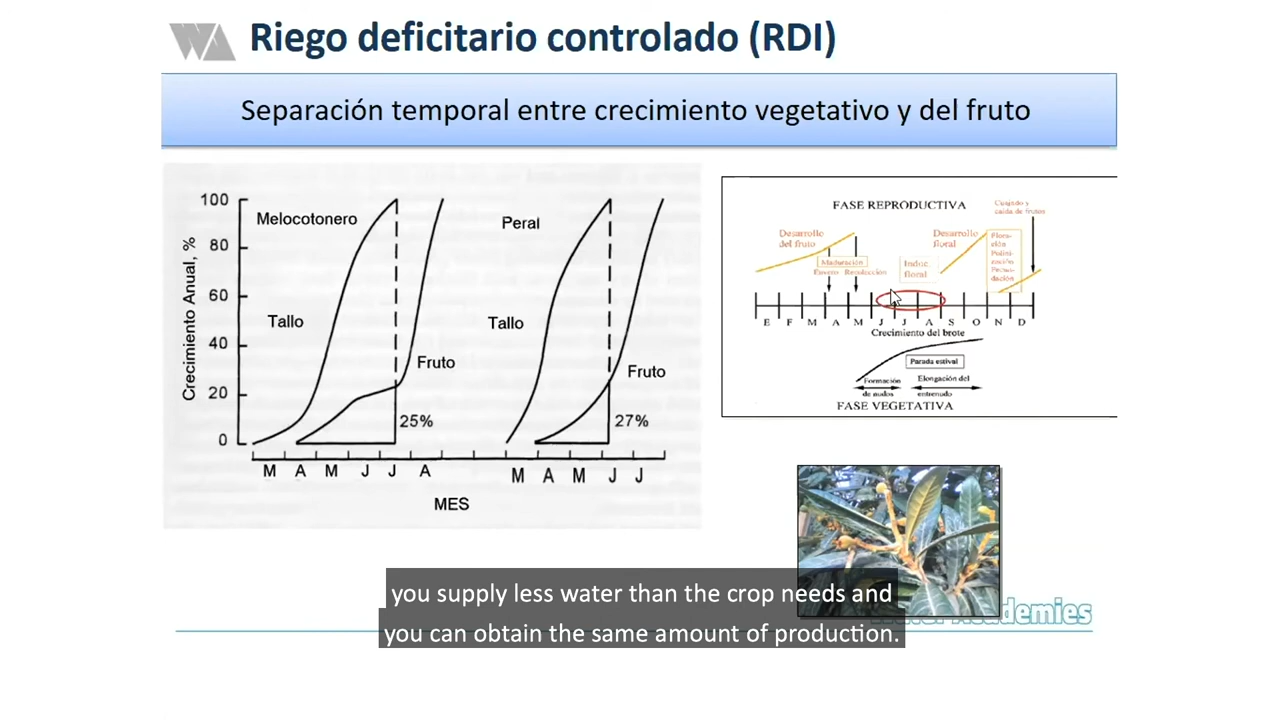 WA
Riego deficitario controlado (RDI)
Separación temporal entre crecimiento vegetativo y del fruto
Crecimiento Anual, %
100
80
60
40
20
0
Melocotonero
Tallo
Fruto
25%
M A M J J A
Peral
Tallo
Fruto
27%
M A M J J
MES
FASE REPRODUCTIVA
Cuajado y
caida de frutos
Desarrollo
del fruto
Maduración
Envero Recolección
Induc.
floral
Desarrollo
floral
Flora-
ción
Polini-
zación
Fecun-
dación
E F M A M J J A S O N D
Crecimiento del brote
Parada estival
Formación
de nudos
Elongación del
entrenudo
FASE VEGETATIVA
you supply less water than the crop needs and
you can obtain the same amount of production.